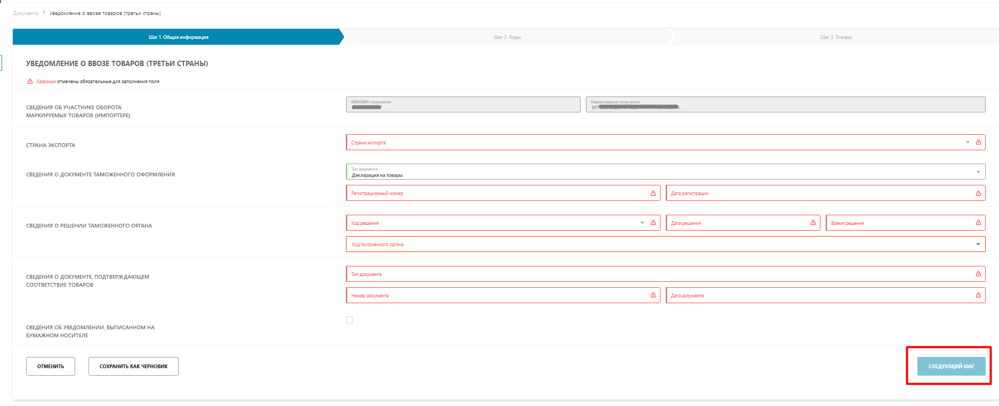 Документы > Уведомление о ввозе товаров (третьи страны)
Шаг 1. Общая информация
Шаг 2. Коды
Шаг 3. Товары
УВЕДОМЛЕНИЕ О ВВОЗЕ ТОВАРОВ (ТРЕТЬИ СТРАНЫ)
Красным отмечены обязательные для заполнения поля
СВЕДЕНИЯ ОБ УЧАСТНИКЕ ОБОРОТА
МАРКИРУЕМЫХ ТОВАРОВ (ИМПОРТЕРЕ)
ИИН/БИН получателя
Наименование получателя
ИП
СТРАНА ЭКСПОРТА
Страна экспорта
СВЕДЕНИЯ О ДОКУМЕНТЕ ТАМОЖЕННОГО ОФОРМЛЕНИЯ
Тип документа
Декларация на товары
Регистрационный номер
Дата регистрации
СВЕДЕНИЯ О РЕШЕНИИ ТАМОЖЕННОГО ОРГАНА
Код решения
Дата решения
Время решения
Код таможенного органа
СВЕДЕНИЯ О ДОКУМЕНТЕ, ПОДТВЕРЖДАЮЩЕМ
СООТВЕТСТВИЕ ТОВАРОВ
Тип документа
Номер документа
Дата документа
СВЕДЕНИЯ ОБ УВЕДОМЛЕНИИ, ВЫПИСАННОМ НА
БУМАЖНОМ НОСИТЕЛЕ
ОТМЕНИТЬ
СОХРАНИТЬ КАК ЧЕРНОВИК
СЛЕДУЮЩИЙ ШАГ